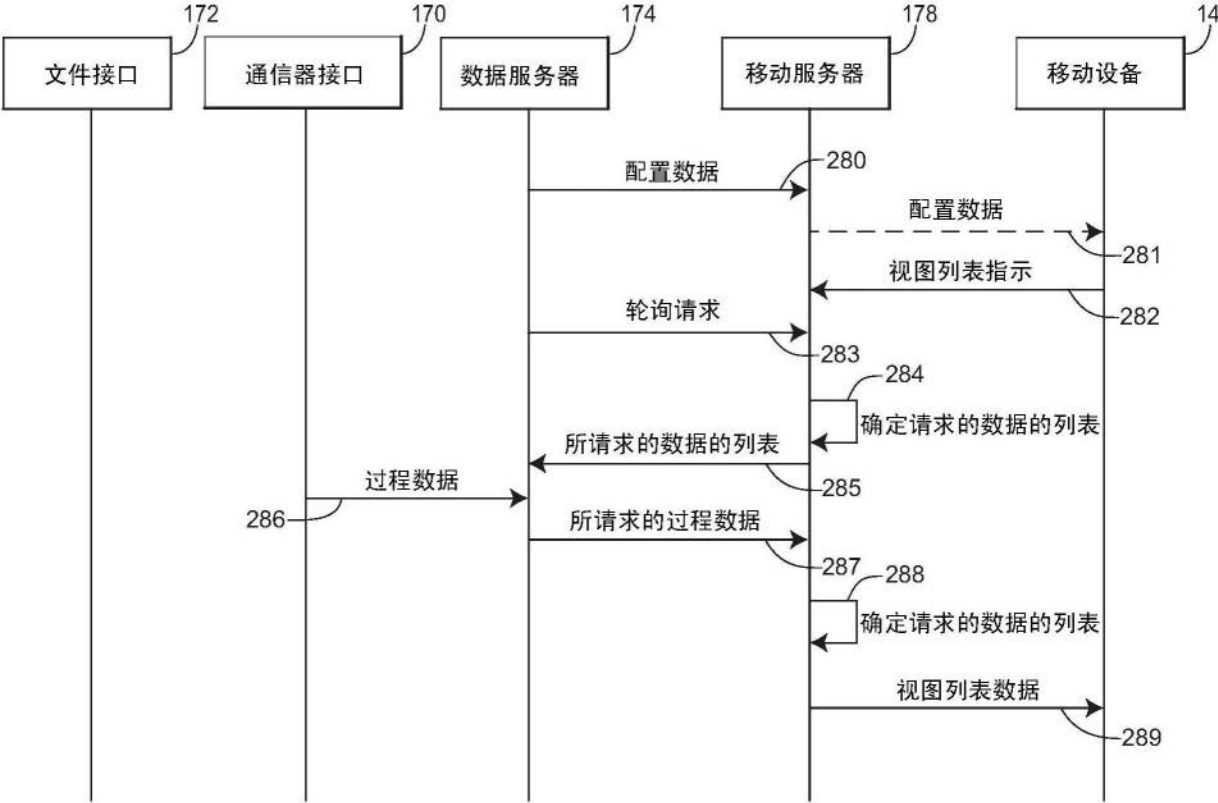 172
170
174
178
14
文件接口
通信器接口
数据服务器
移动服务器
移动设备
280
配置数据
配置数据
281
视图列表指示
282
轮询请求
283
284
确定请求的数据的列表
所请求的数据的列表
285
过程数据
286
所请求的过程数据
287
288
确定请求的数据的列表
视图列表数据
289